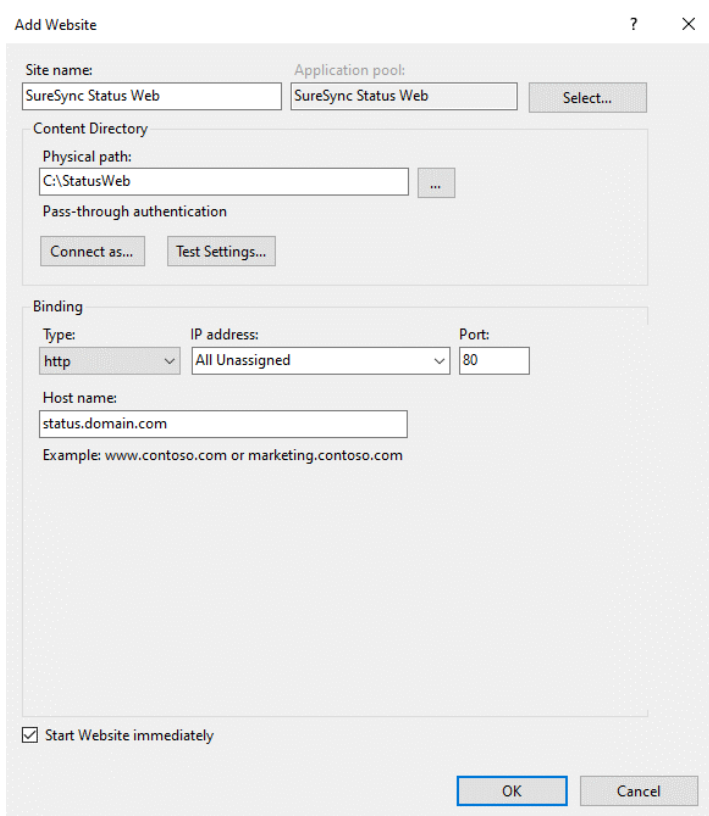 Add Website ? ✕
Site name: Application pool:
SureSync Status Web SureSync Status Web Select...
Content Directory
Physical path:
C:\StatusWeb ...
Pass-through authentication
Connect as... Test Settings...
Binding
Type: IP address: Port:
http All Unassigned 80
Host name:
status.domain.com
Example: www.contoso.com or marketing.contoso.com
Start Website immediately
OK Cancel